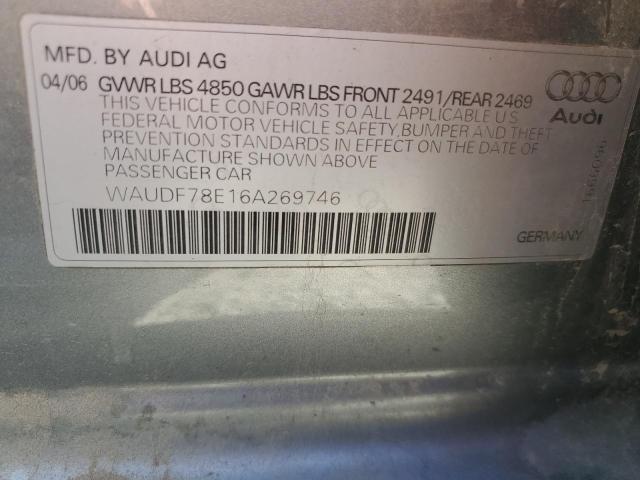 MFD. BY AUDI AG
04/06 GVWR LBS 4850 GAWR LBS FRONT 2491/REAR 2469
THIS VEHICLE CONFORMS TO ALL APPLICABLE U S
FEDERAL MOTOR VEHICLE SAFETY,BUMPER AND THEFT
PREVENTION STANDARDS IN EFFECT ON THE DATE OF
MANUFACTURE SHOWN ABOVE
PASSENGER CAR
WAUDF78E16A269746
Audi
GERMANY